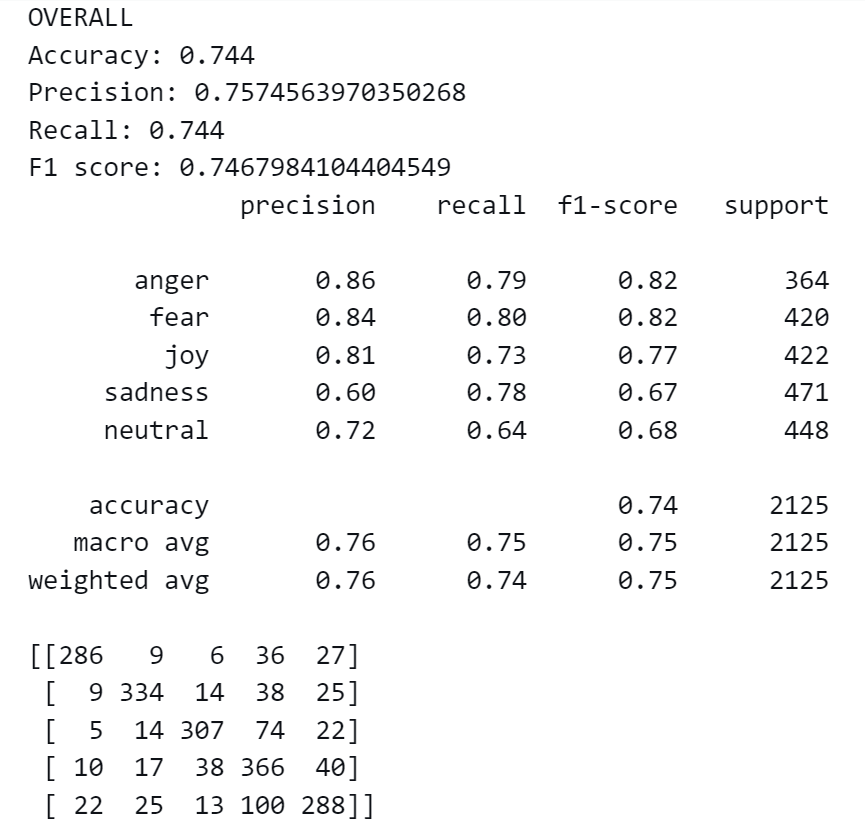 OVERALL
Accuracy: 0.744
Precision: 0.7574563970350268
Recall: 0.744
F1 score: 0.7467984104404549
precision recall f1-score support
anger 0.86 0.79 0.82 364
fear 0.84 0.80 0.82 420
joy 0.81 0.73 0.77 422
sadness 0.60 0.78 0.67 471
neutral 0.72 0.64 0.68 448
accuracy 0.74 2125
macro avg 0.76 0.75 0.75 2125
weighted avg 0.76 0.74 0.75 2125
[[286 9 6 36 27]
[ 9 334 14 38 25]
[ 5 14 307 74 22]
[ 10 17 38 366 40]
[ 22 25 13 100 288]]